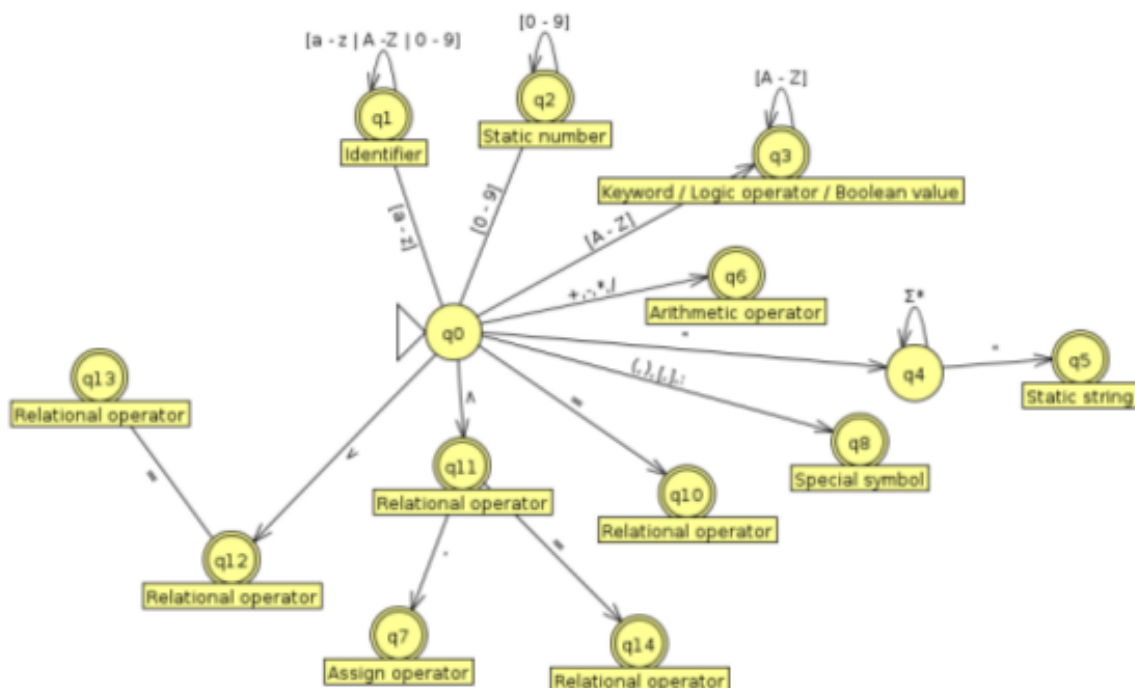 [0 - 9]
[a - z | A -Z | 0 - 9]
[A - Z]
q2
q1
Static number
q3
Identifier
Keyword / Logic operator / Boolean value
[0 - 9]
[a - z]
[A - Z]
q6
+,-,*,/
Σ*
Arithmetic operator
q0
"
"
q5
q4
(, ), [, ], :
q13
Static string
<
=
Relational operator
>
q8
q11
=
Special symbol
q10
Relational operator
Relational operator
=
q12
-
Relational operator
q7
q14
Assign operator
Relational operator